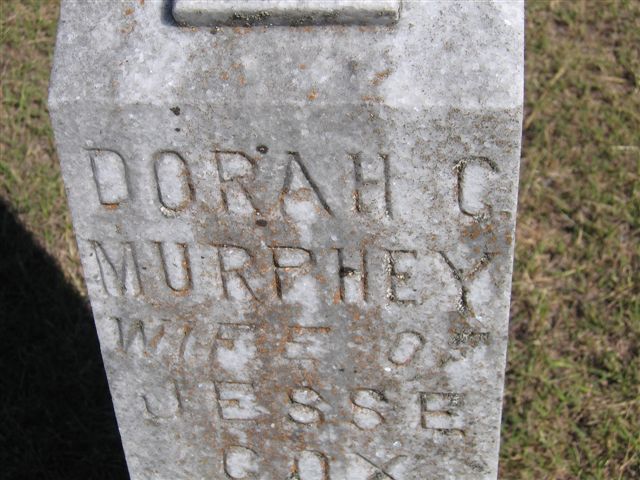 DORAH C
MURPHEY
WIFE OF
JESSE
COX